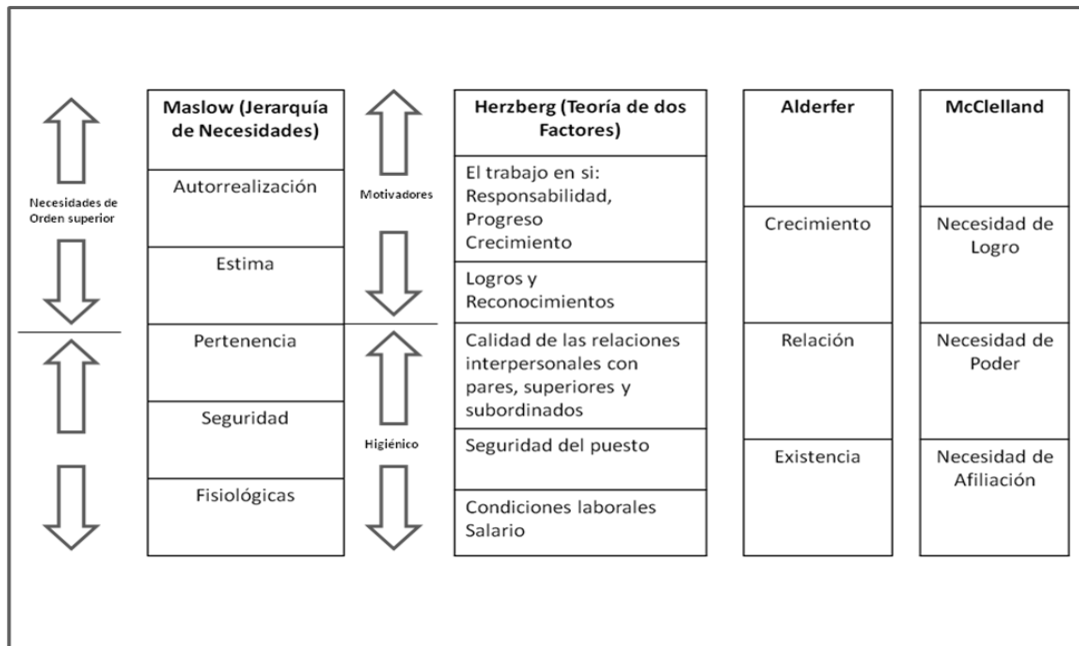 Necesidades de
Orden superior
Maslow (Jerarquía
de Necesidades)
Autorrealización
Estima
Pertenencia
Seguridad
Fisiológicas
Motivadores
Higiénico
Herzberg (Teoría de dos
Factores)
El trabajo en si:
Responsabilidad,
Progreso
Crecimiento
Logros y
Reconocimientos
Calidad de las relaciones
interpersonales con
pares, superiores y
subordinados
Seguridad del puesto
Condiciones laborales
Salario
Alderfer
Crecimiento
Relación
Existencia
McClelland
Necesidad de
Logro
Necesidad de
Poder
Necesidad de
Afiliación